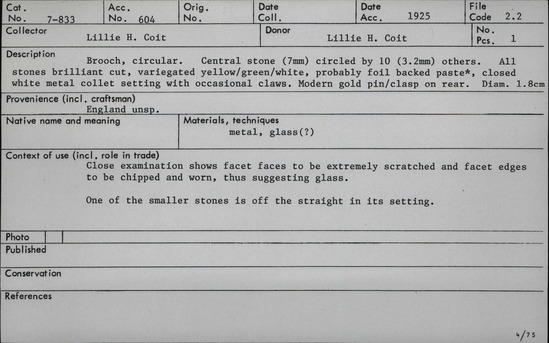 Cat. No. 7-833 Acc. No. 604 Orig. No. Date Coll. Date Acc. 1925 File Code 2.2
Collector Lillie H. Coit Donor Lillie H. Coit No. Pcs. 1
Description Brooch, circular. Central stone (7mm) circled by 10 (3.2mm) others. All
stones brilliant cut, variegated yellow/green/white, probably foil backed paste*, closed
white metal collet setting with occasional claws. Modern gold pin/clasp on rear. Diam. 1.8cm
Provenience (incl. craftsman)
England unsp.
Native name and meaning
Materials, techniques
metal, glass(?)
Context of use (incl. role in trade)
Close examination shows facet faces to be extremely scratched and facet edges
to be chipped and worn, thus suggesting glass.
One of the smaller stones is off the straight in its setting.
Photo
Published
Conservation
References
4/75